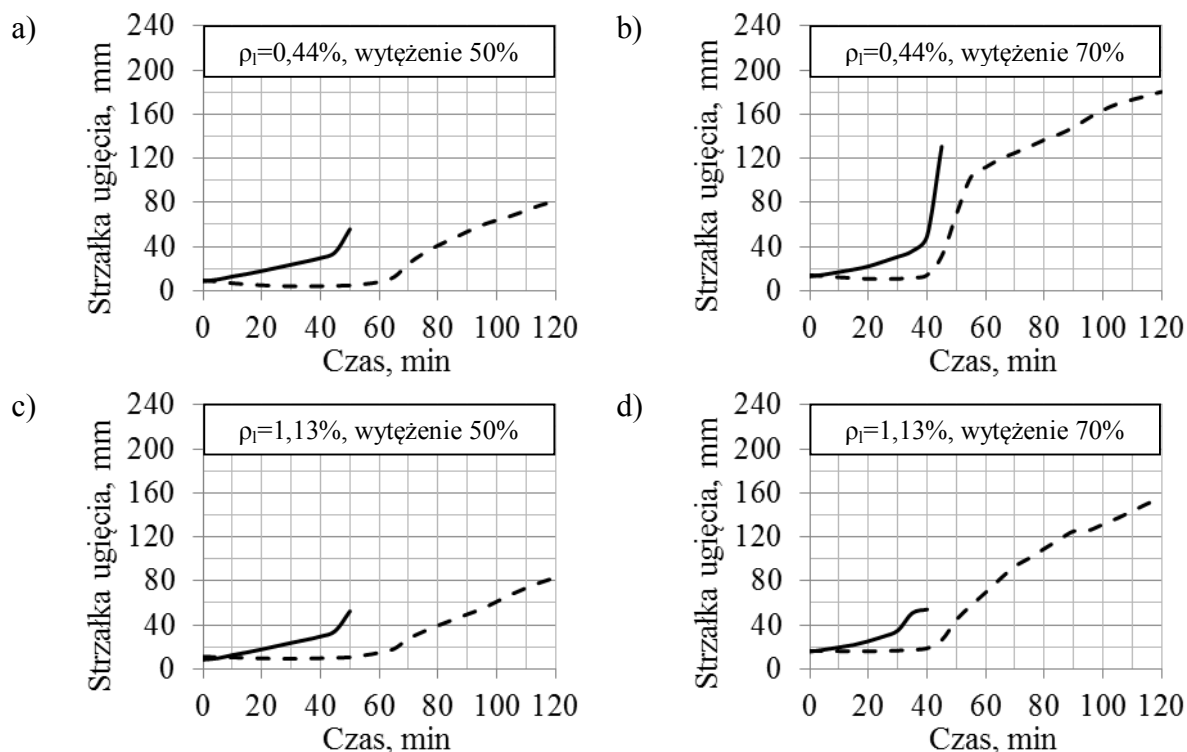 a)
240
200
160
120
80
40
0
Strzałka ugięcia, mm
ρl=0,44%, wytężenie 50%
0 20 40 60 80 100 120
Czas, min
b)
240
200
160
120
80
40
0
Strzałka ugięcia, mm
ρl=0,44%, wytężenie 70%
0 20 40 60 80 100 120
Czas, min
c)
240
200
160
120
80
40
0
Strzałka ugięcia, mm
ρl=1,13%, wytężenie 50%
0 20 40 60 80 100 120
Czas, min
d)
240
200
160
120
80
40
0
Strzałka ugięcia, mm
ρl=1,13%, wytężenie 70%
0 20 40 60 80 100 120
Czas, min